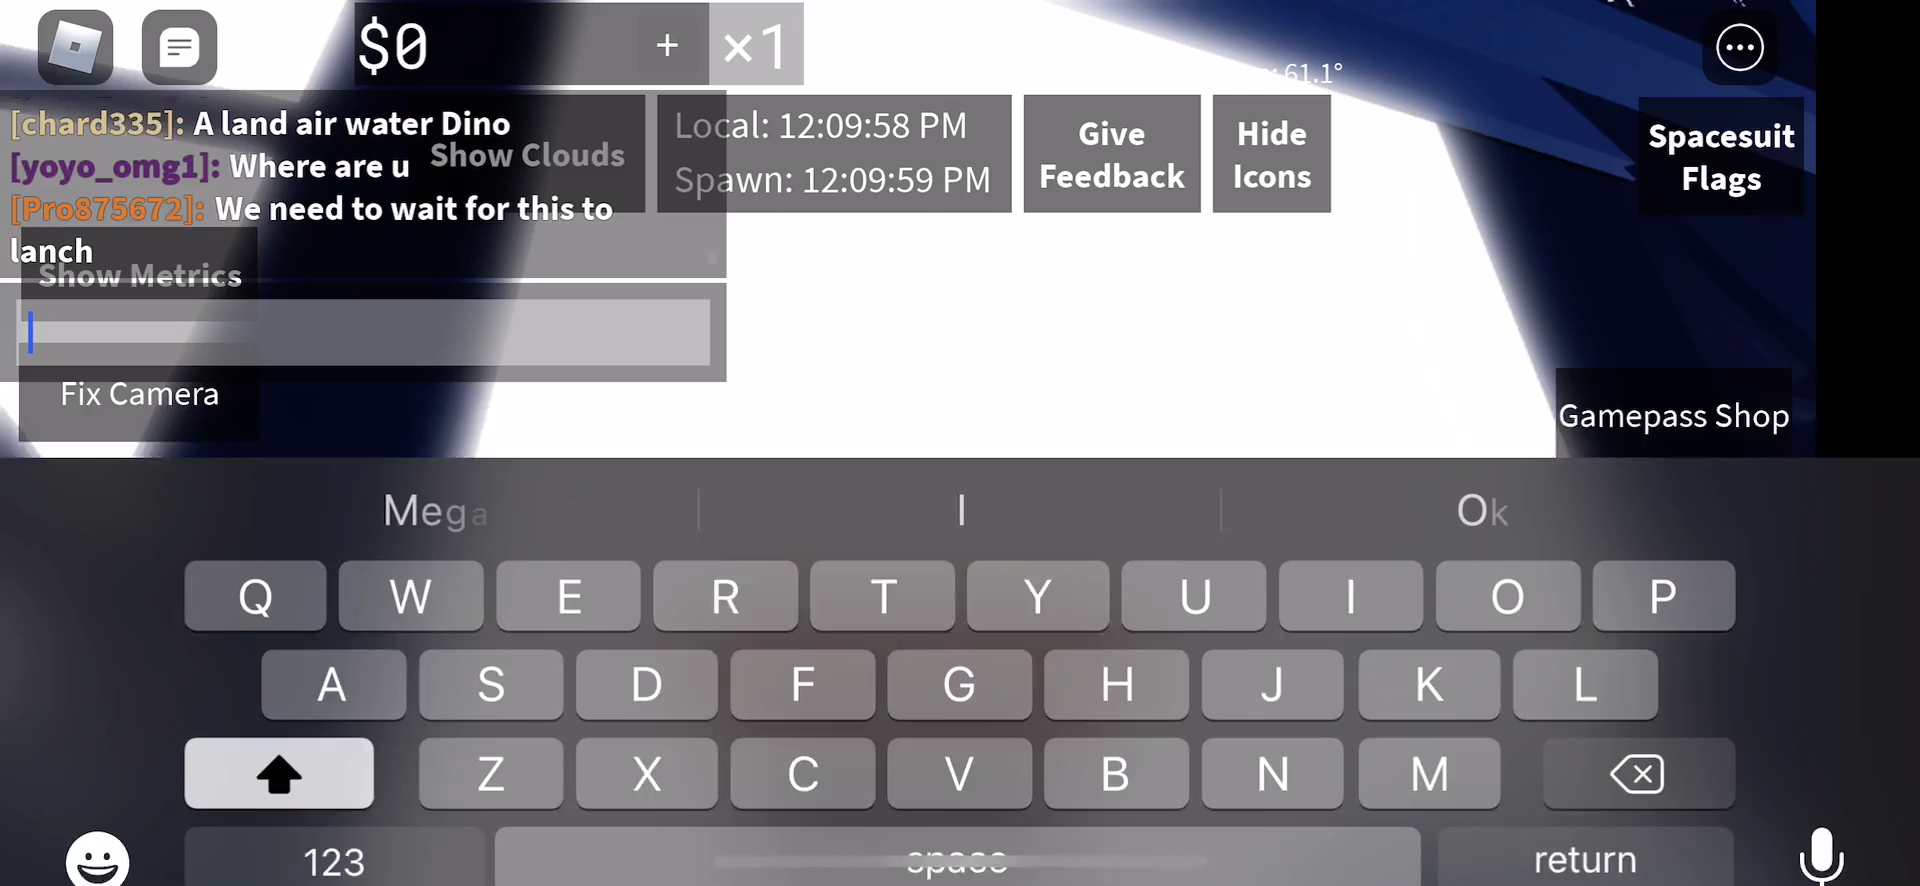 $0 + ×1
61.1°
[chard335]: A land air water Dino
[yoyo_omg1]: Where are u
Show Clouds
[Pro875672]: We need to wait for this to
lanch
Show Metrics
Local: 12:09:58 PM
Spawn: 12:09:59 PM
Give
Feedback
Hide
Icons
Spacesuit
Flags
Fix Camera
Gamepass Shop
Mega I Ok
Q W E R T Y U I O P
A S D F G H J K L
Z X C V B N M
123 space return